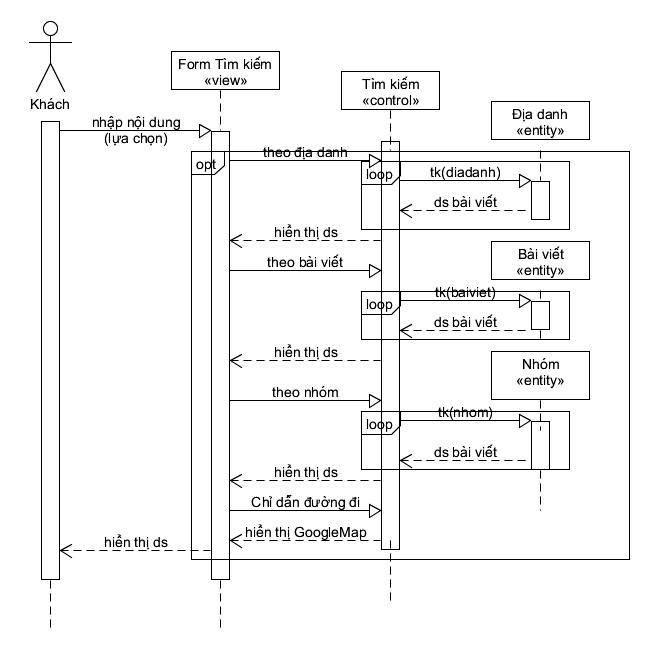 Khách
Form Tìm kiếm
«view»
Tìm kiếm
«control»
Địa danh
«entity»
nhập nội dung
(lựa chọn)
opt
theo địa danh
loop
tk(diadanh)
ds bài viết
hiển thị ds
theo bài viết
Bài viết
«entity»
loop
tk(baiviet)
ds bài viết
hiển thị ds
theo nhóm
Nhóm
«entity»
loop
tk(nhom)
ds bài viết
hiển thị ds
Chỉ dẫn đường đi
hiển thị GoogleMap
hiển thị ds